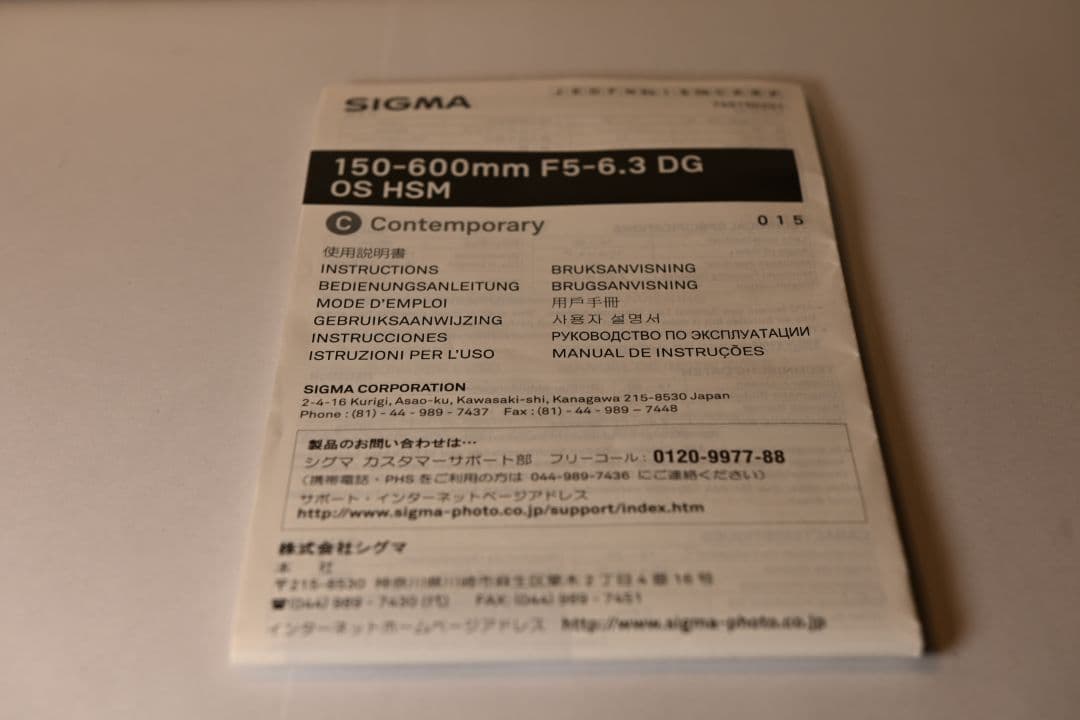 SIGMA
150-600mm F5-6.3 DG
OS HSM
C Contemporary
015
使用説明書
INSTRUCTIONS
BEDIENUNGSANLEITUNG
MODE D'EMPLOI
GEBRUIKSAANWIJZING
INSTRUCCIONES
ISTRUZIONI PER L'USO
BRUKSANVISNING
BRUGSANVISNING
用戶手冊
사용자 설명서
РУКОВОДСТВО ПО ЭКСПЛУАТАЦИИ
MANUAL DE INSTRUÇÕES
SIGMA CORPORATION
2-4-16 Kurigi, Asao-ku, Kawasaki-shi, Kanagawa 215-8530 Japan
Phone : (81) - 44 - 989 - 7437 Fax : (81) - 44 - 989 – 7448
製品のお問い合わせは…
シグマ カスタマーサポート部 フリーコール : 0120-9977-88
(携帯電話・PHS をご利用の方は 044-989-7436 にご連絡ください)
サポート・インターネットページアドレス
http://www.sigma-photo.co.jp/support/index.htm
株式会社シグマ
本 社
〒215-8530 神奈川県川崎市麻生区栗木2丁目4番16号
☎(044) 989 - 7430 (代) FAX: (044) 989 - 7451
インターネットホームページアドレス http://www.sigma-photo.co.jp